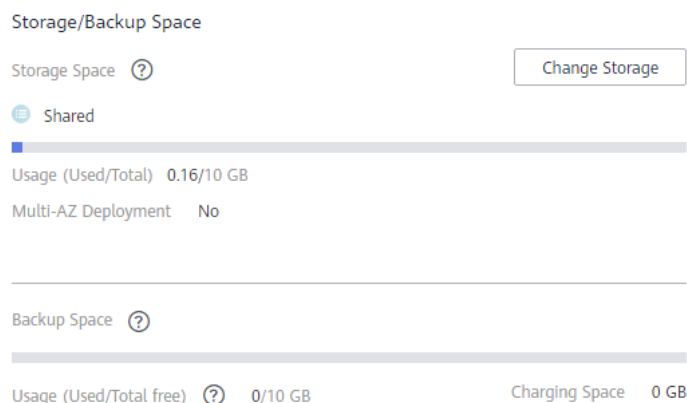 Storage/Backup Space
Storage Space ?
Change Storage
Shared
Usage (Used/Total) 0.16/10 GB
Multi-AZ Deployment No
Backup Space ?
Usage (Used/Total free) ? 0/10 GB
Charging Space 0 GB